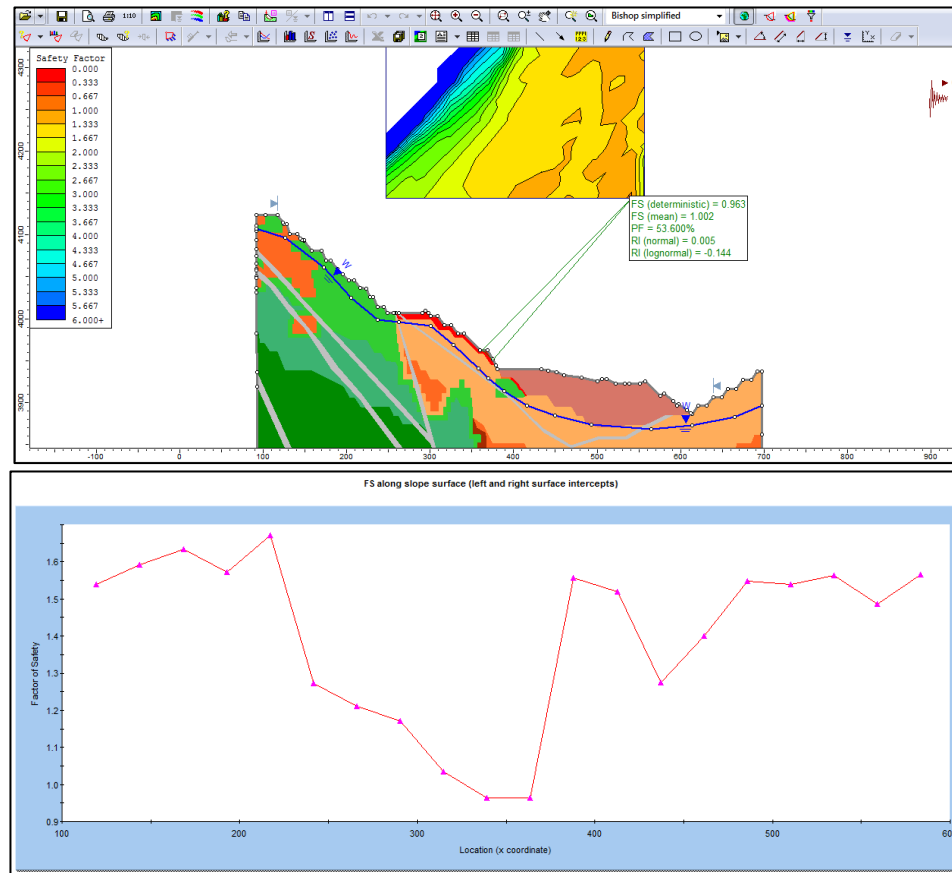 1:10
Bishop simplified
Safety Factor
0.000
0.333
0.667
1.000
1.333
1.667
2.000
2.333
2.667
3.000
3.333
3.667
4.000
4.333
4.667
5.000
5.333
5.667
6.000+
4300
4200
4100
4000
3900
FS (deterministic) = 0.963
FS (mean) = 1.002
PF = 53.600%
RI (normal) = 0.005
RI (lognormal) = -0.144
W
W
-100 0 100 200 300 400 500 600 700 800 900
FS along slope surface (left and right surface intercepts)
Factor of Safety
1.6
1.5
1.4
1.3
1.2
1.1
1.0
0.9
100 200 300 400 500 60
Location (x coordinate)